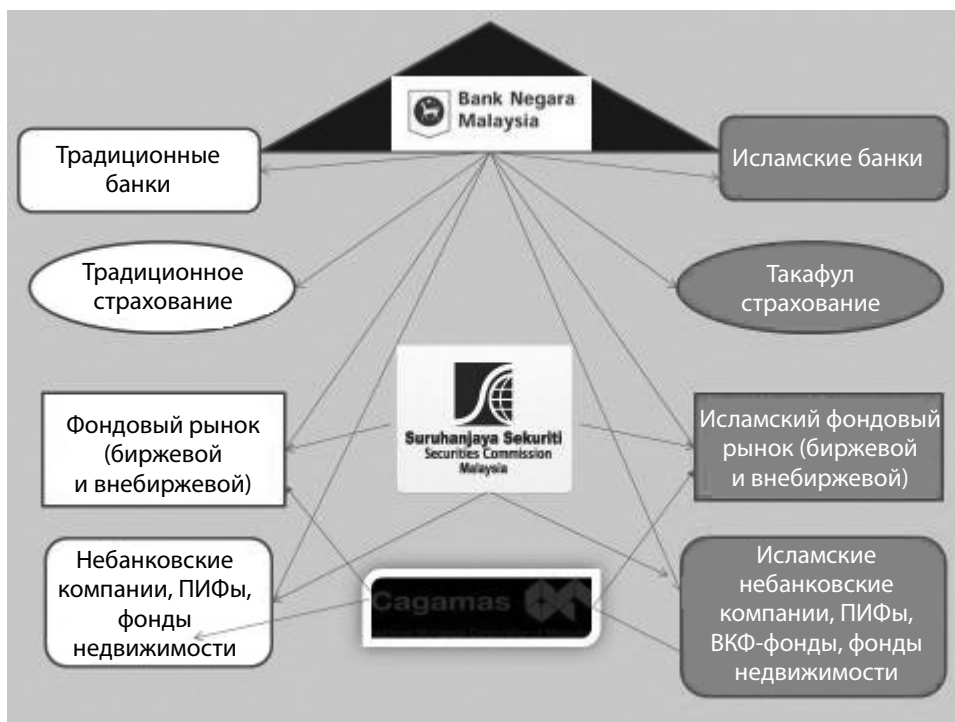 Bank Negara
Malaysia
Традиционные
банки
Исламские банки
Традиционное
страхование
Такафул
страхование
Suruhanjaya Sekuriti
Securities Commission
Malaysia
Фондовый рынок
(биржевой
и внебиржевой)
Исламский фондовый
рынок (биржевой
и внебиржевой)
Небанковские
компании, ПИФы,
фонды
недвижимости
Cagamas
Исламские
небанковские
компании, ПИФы,
ВКФ-фонды, фонды
недвижимости